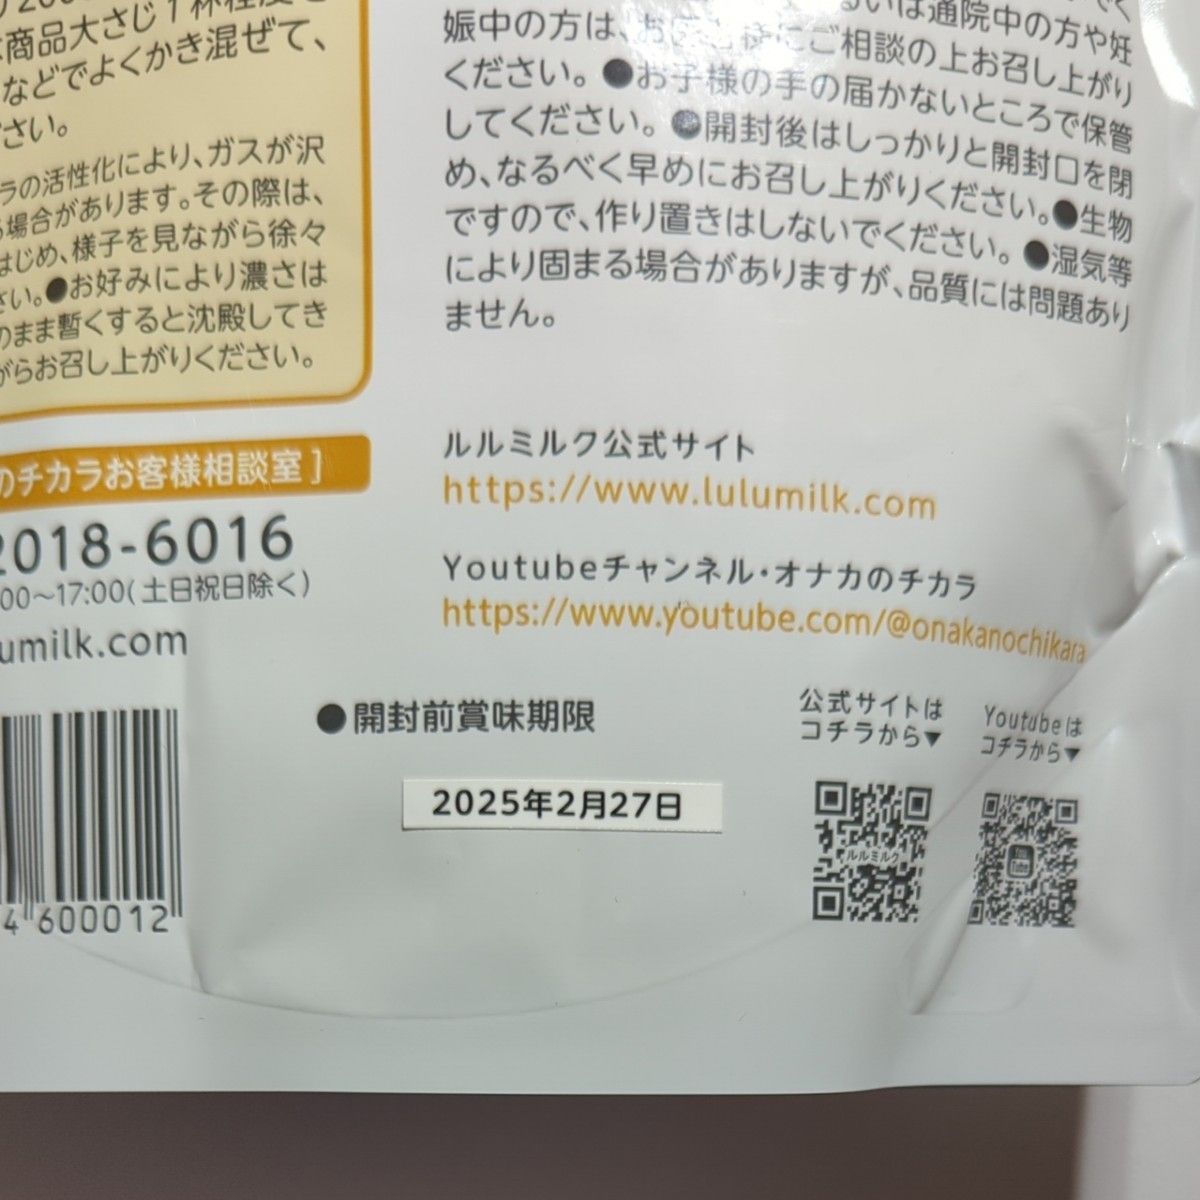 商品大さじ1杯程度を
などでよくかき混ぜて、
さい。
ラの活性化により、ガスが沢
場合があります。その際は、
はじめ、様子を見ながら徐々
さい。●お好みにより濃さは
のまま暫くすると沈殿してき
がらお召し上がりください。
のチカラお客様相談室]
2018-6016
00〜17:00(土日祝日除く)
umilk.com
4 600012
るいは通院中の方や妊
娠中の方は、お医者様にご相談の上お召し上がり
ください。●お子様の手の届かないところで保管
してください。●開封後はしっかりと開封口を閉
め、なるべく早めにお召し上がりください。●生物
ですので、作り置きはしないでください。●湿気等
により固まる場合がありますが、品質には問題あり
ません。
ルルミルク公式サイト
https://www.lulumilk.com
Youtubeチャンネル・オナカのチカラ
https://www.youtube.com/@onakanochikara
●開封前賞味期限
2025年2月27日
公式サイトは
コチラから▼
ルルミルク
Youtubeは
コチラから▼
You
Tube